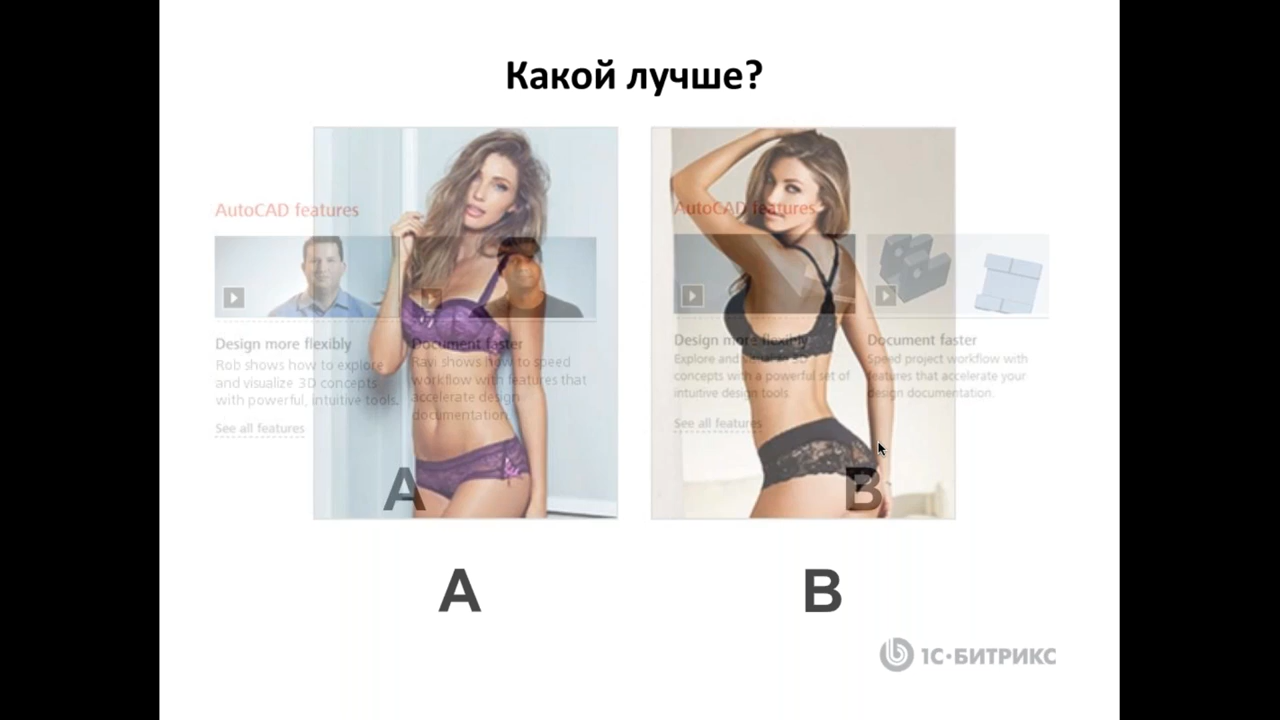 Какой лучше?
AutoCAD features
Design more flexibly
Rob shows how to explore
and visualize 3D concepts
with powerful, intuitive tools.
See all features
Document faster
Ravi shows how to speed
workflow with features that
accelerate design
documentation.
A
AutoCAD features
Design more flexibly
Explore and visualize 3D
concepts with a powerful set of
intuitive design tools.
See all features
Document faster
Speed project workflow with
features that accelerate your
design documentation.
B
A
B
1С-БИТРИКС